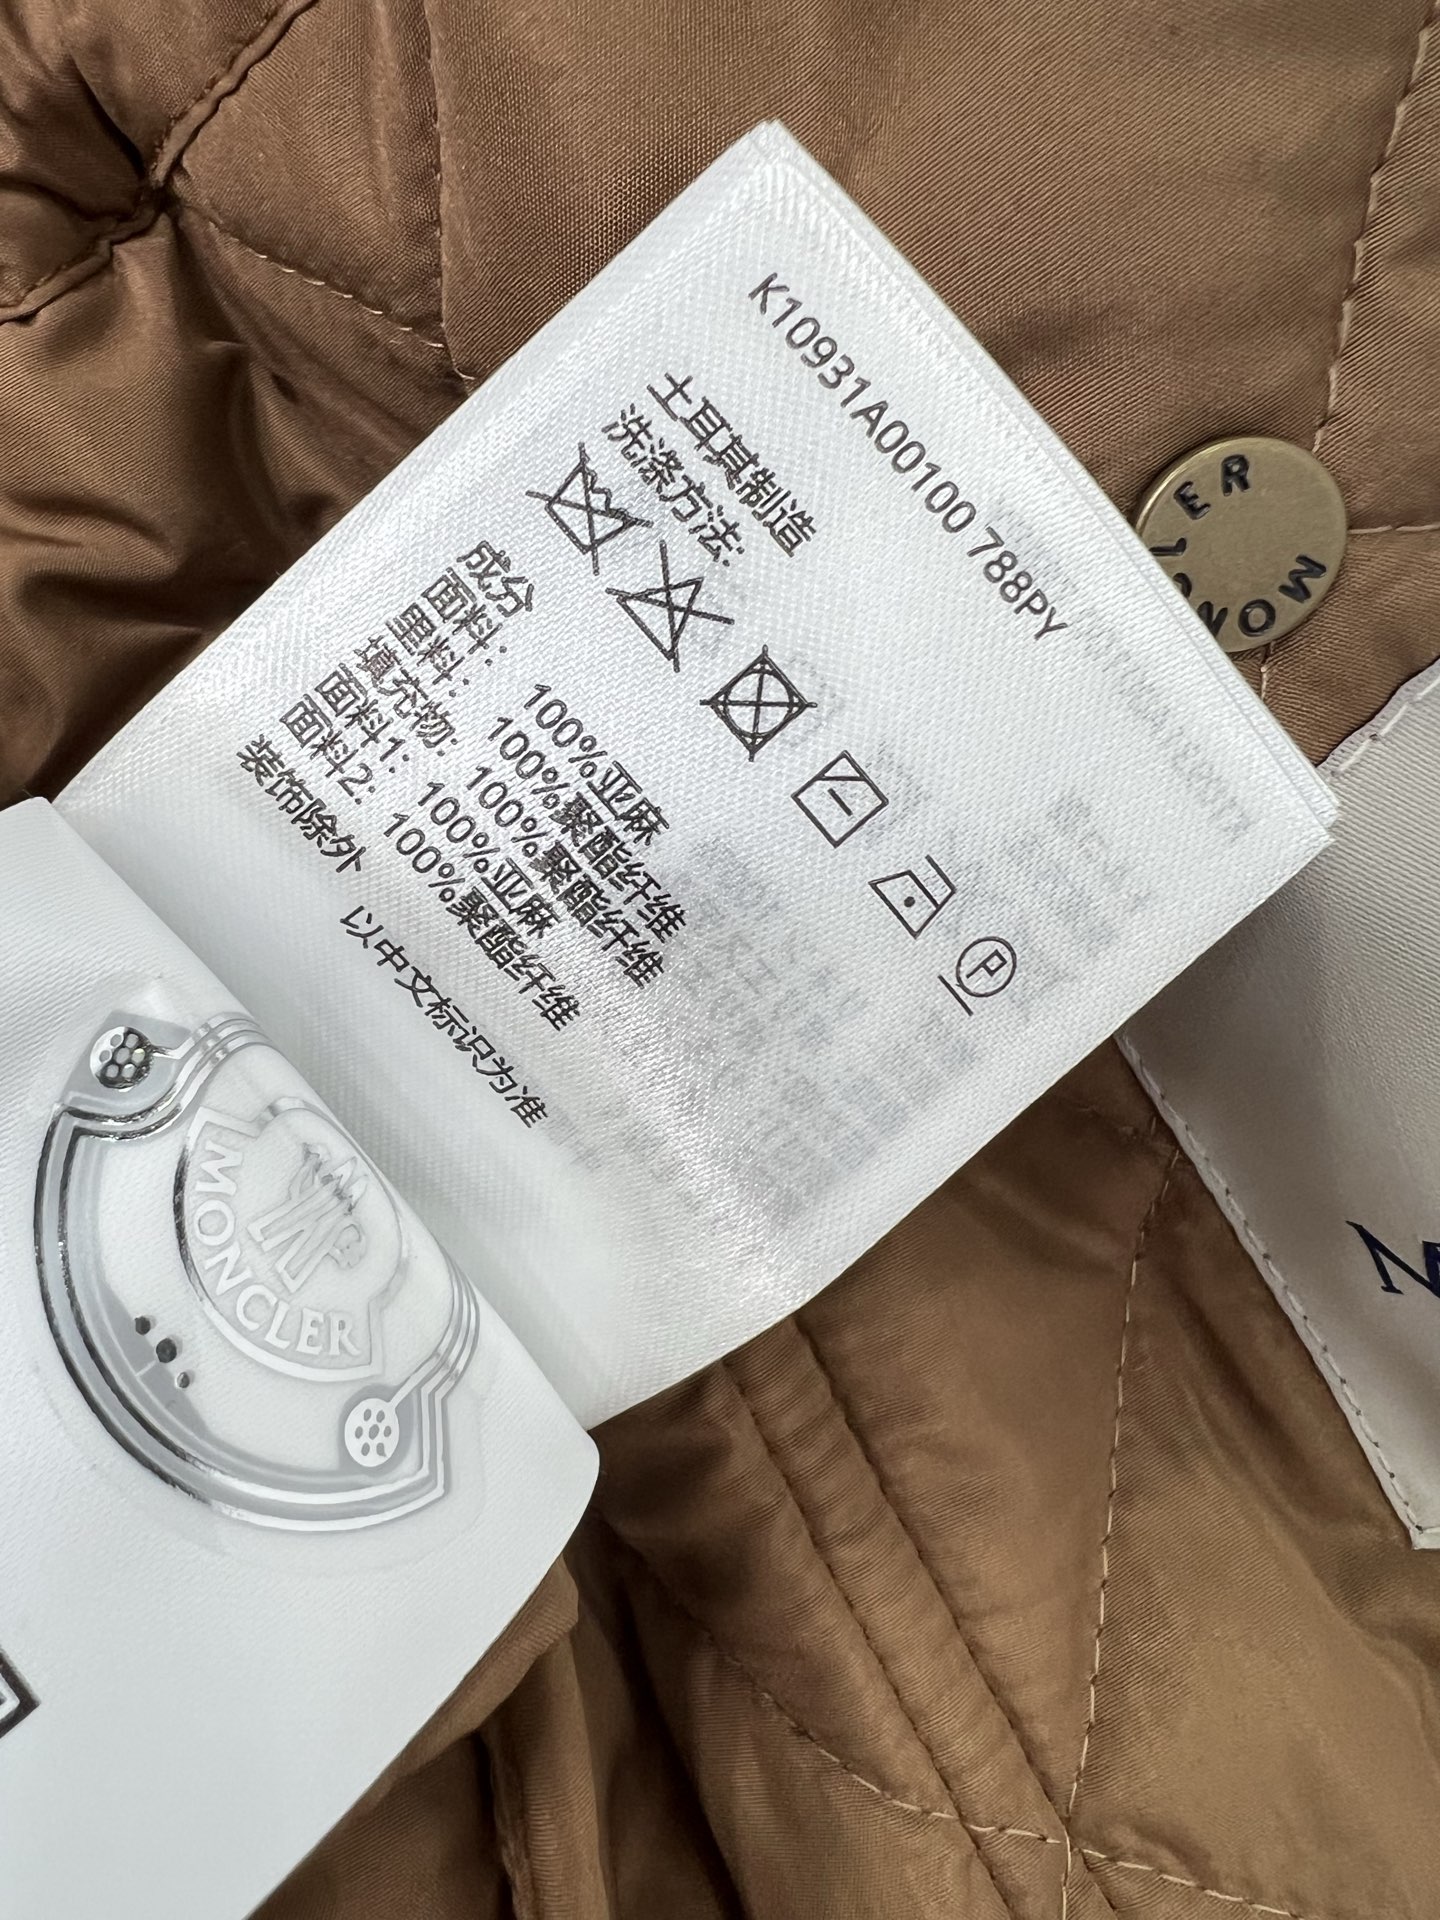 K10931A00100 788PY
土耳其制造
洗涤方法:
P
成分
面料: 100%亚麻
里料: 100%聚酯纤维
填充物: 100%聚酯纤维
面料1: 100%亚麻
面料2: 100%聚酯纤维
装饰除外
以中文标识为准
MONCLER
MONCLER
M